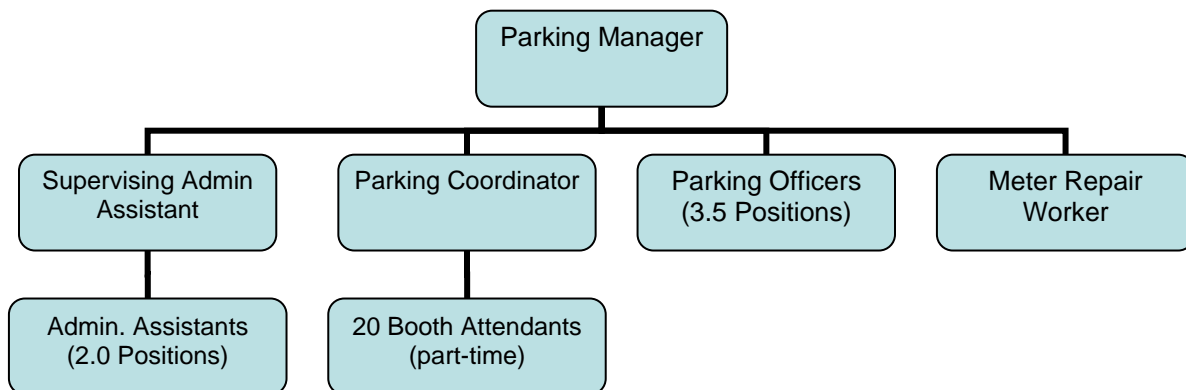 Parking Manager
Supervising Admin
Assistant
Parking Coordinator
Parking Officers
(3.5 Positions)
Meter Repair
Worker
Admin. Assistants
(2.0 Positions)
20 Booth Attendants
(part-time)